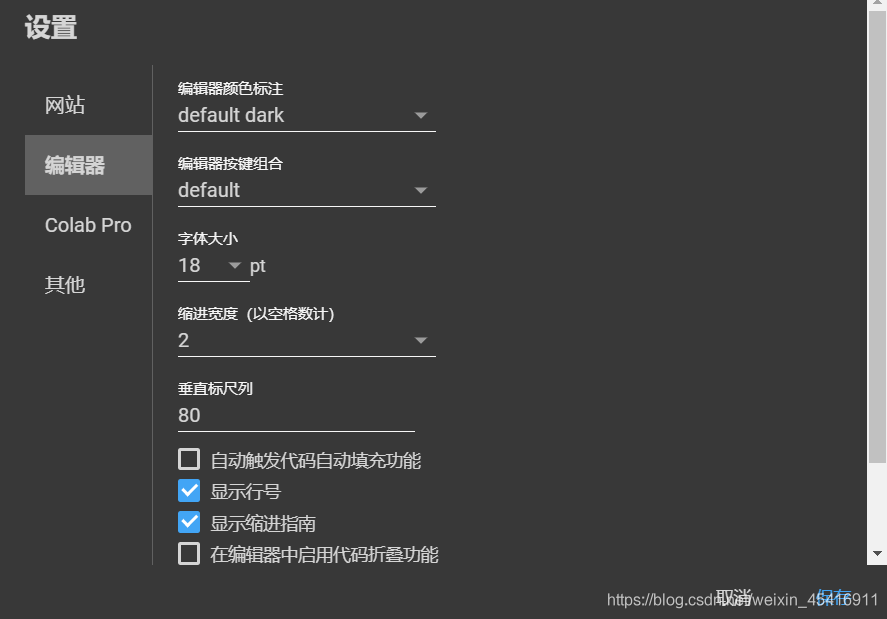 设置
网站
编辑器
Colab Pro
其他
编辑器颜色标注
default dark
编辑器按键组合
default
字体大小
18 pt
缩进宽度（以空格数计）
2
垂直标尺列
80
自动触发代码自动填充功能
显示行号
显示缩进指南
在编辑器中启用代码折叠功能
取消
保存
https://blog.csdn.net/weixin_45416911